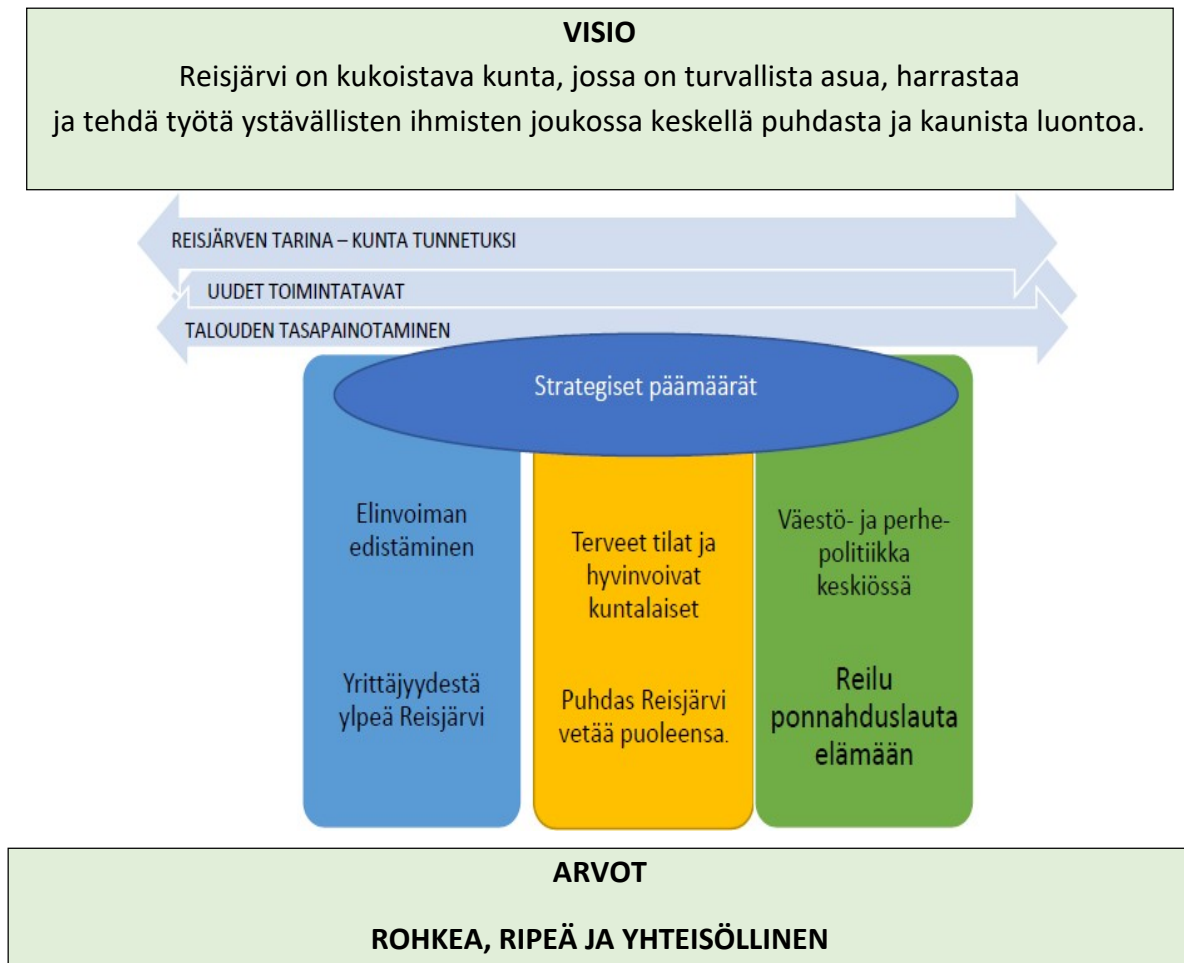 VISIO
Reisjärvi on kukoistava kunta, jossa on turvallista asua, harrastaa
ja tehdä työtä ystävällisten ihmisten joukossa keskellä puhdasta ja kaunista luontoa.
REISJÄRVEN TARINA – KUNTA TUNNETUKSI
UUDET TOIMINTATAVAT
TALOUDEN TASAPAINOTAMINEN
Strategiset päämäärät
Elinvoiman
edistäminen
Yrittäjyydestä
ylpeä Reisjärvi
Terveet tilat ja
hyvinvoivat
kuntalaiset
Puhdas Reisjärvi
vetää puoleensa.
Väestö- ja perhe-
politiikka
keskiössä
Reilu
ponnahduslauta
elämään
ARVOT
ROHKEA, RIPEÄ JA YHTEISÖLLINEN